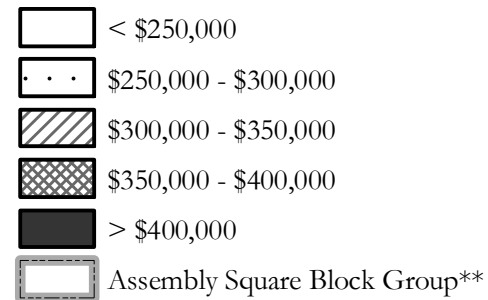 < $250,000
$250,000 - $300,000
$300,000 - $350,000
$350,000 - $400,000
> $400,000
Assembly Square Block Group**